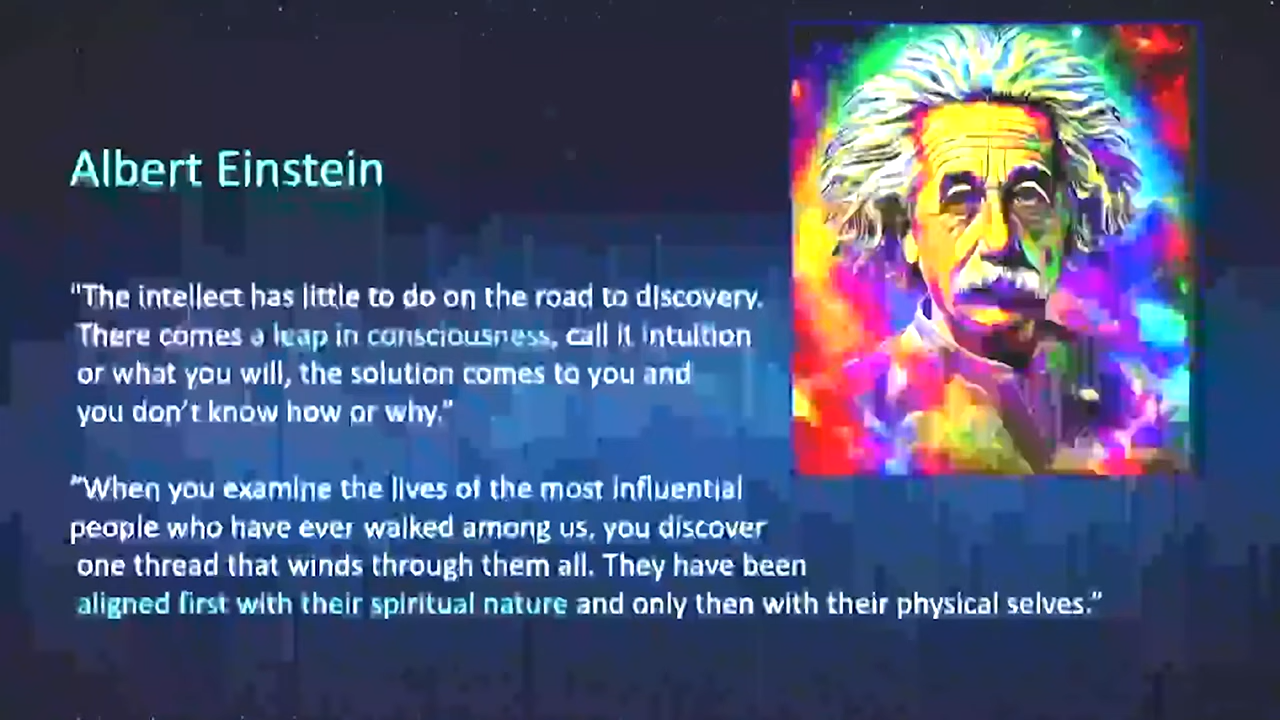 Albert Einstein
"The intellect has little to do on the road to discovery.
There comes a leap in consciousness, call it intuition
or what you will, the solution comes to you and
you don't know how or why."
"When you examine the lives of the most influential
people who have ever walked among us, you discover
one thread that winds through them all. They have been
aligned first with their spiritual nature and only then with their physical selves."